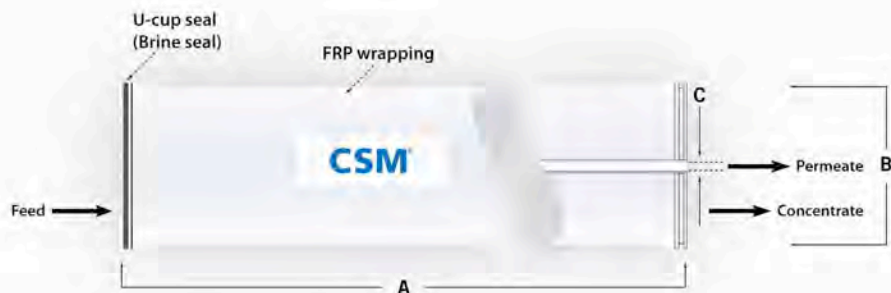 U-cup seal
(Brine seal)
FRP wrapping
C
CSM®
Permeate
B
Feed
Concentrate
A